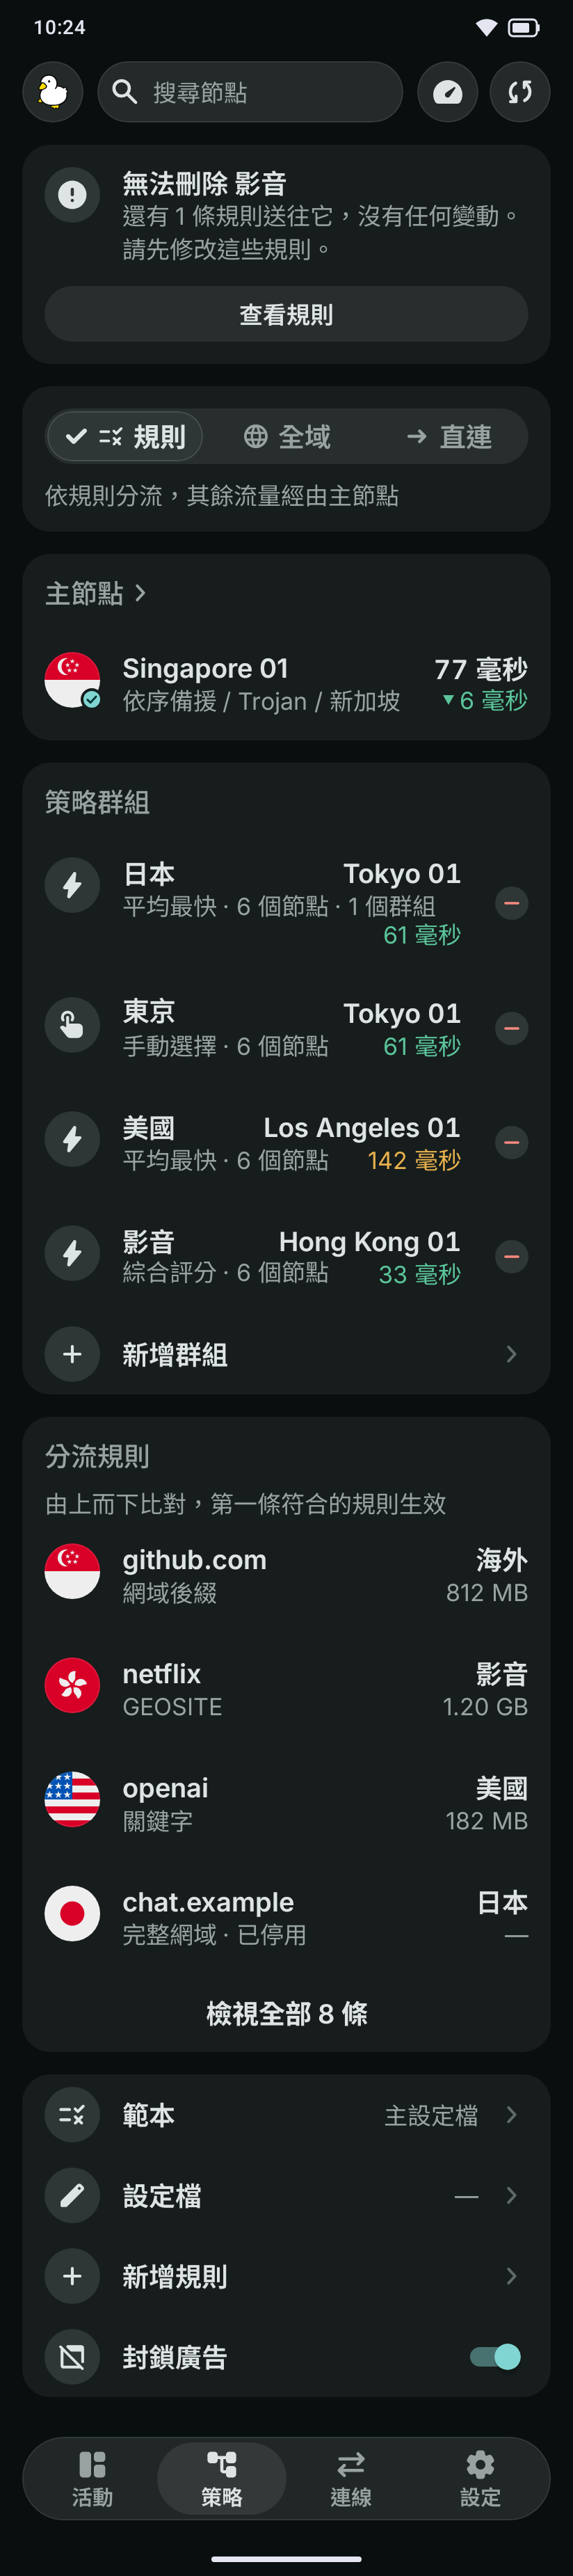 10:24
搜尋節點
無法刪除 影音
還有 1 條規則送往它，沒有任何變動。
請先修改這些規則。
查看規則
規則 全域 直連
依規則分流，其餘流量經由主節點
主節點
Singapore 01 77 毫秒
依序備援 / Trojan / 新加坡 ▼6 毫秒
策略群組
日本 Tokyo 01
平均最快 · 6 個節點 · 1 個群組
61 毫秒
東京 Tokyo 01
手動選擇 · 6 個節點 61 毫秒
美國 Los Angeles 01
平均最快 · 6 個節點 142 毫秒
影音 Hong Kong 01
綜合評分 · 6 個節點 33 毫秒
新增群組
分流規則
由上而下比對，第一條符合的規則生效
github.com 海外
網域後綴 812 MB
netflix 影音
GEOSITE 1.20 GB
openai 美國
關鍵字 182 MB
chat.example 日本
完整網域 · 已停用 —
檢視全部 8 條
範本 主設定檔
設定檔 —
新增規則
封鎖廣告
活動 策略 連線 設定